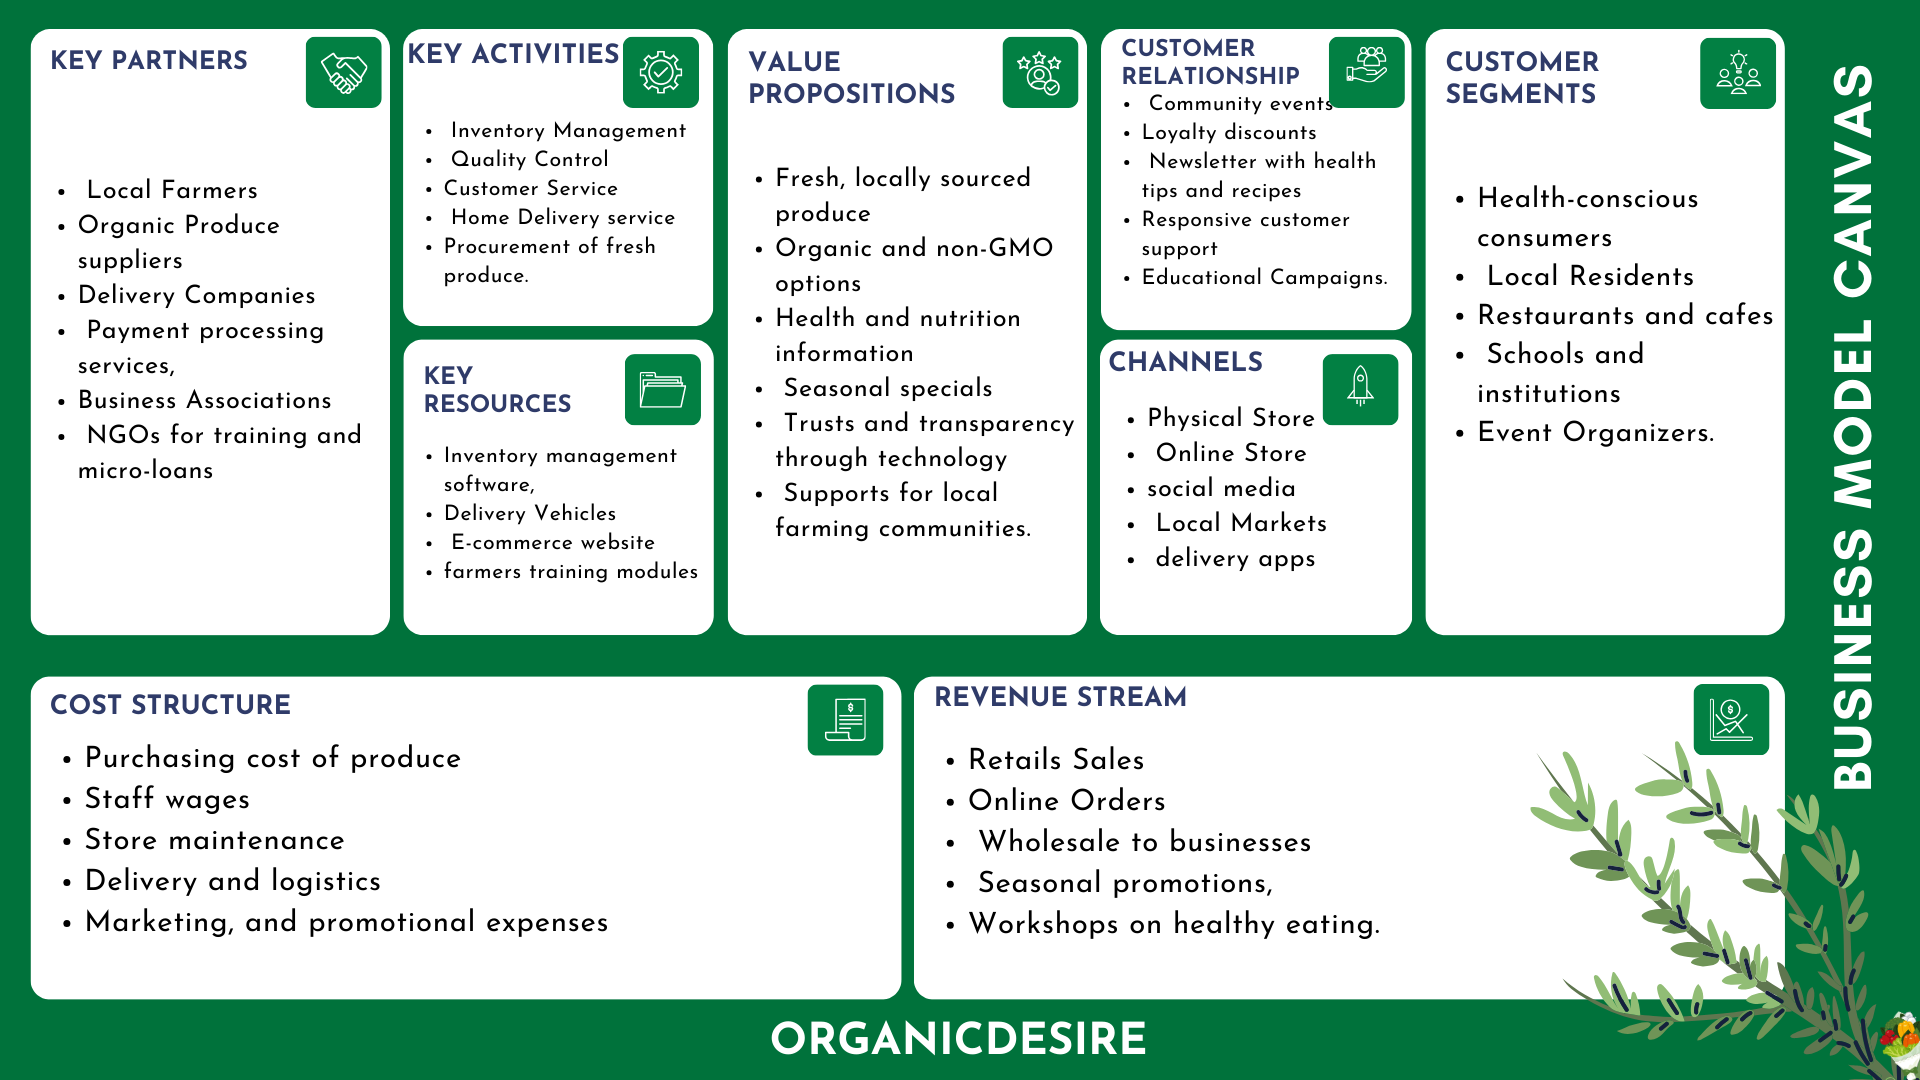 KEY PARTNERS
• Local Farmers
• Organic Produce
suppliers
• Delivery Companies
• Payment processing
services,
• Business Associations
• NGOs for training and
micro-loans
KEY ACTIVITIES
• Inventory Management
• Quality Control
• Customer Service
• Home Delivery service
• Procurement of fresh
produce.
KEY
RESOURCES
• Inventory management
software,
• Delivery Vehicles
• E-commerce website
• farmers training modules
VALUE
PROPOSITIONS
• Fresh, locally sourced
produce
• Organic and non-GMO
options
• Health and nutrition
information
• Seasonal specials
• Trusts and transparency
through technology
• Supports for local
farming communities.
CUSTOMER
RELATIONSHIP
• Community events
• Loyalty discounts
• Newsletter with health
tips and recipes
• Responsive customer
support
• Educational Campaigns.
CHANNELS
• Physical Store
• Online Store
• social media
• Local Markets
• delivery apps
CUSTOMER
SEGMENTS
• Health-conscious
consumers
• Local Residents
• Restaurants and cafes
• Schools and
institutions
• Event Organizers.
BUSINESS MODEL CANVAS
COST STRUCTURE
• Purchasing cost of produce
• Staff wages
• Store maintenance
• Delivery and logistics
• Marketing, and promotional expenses
REVENUE STREAM
• Retails Sales
• Online Orders
• Wholesale to businesses
• Seasonal promotions,
• Workshops on healthy eating.
ORGANICDESIRE